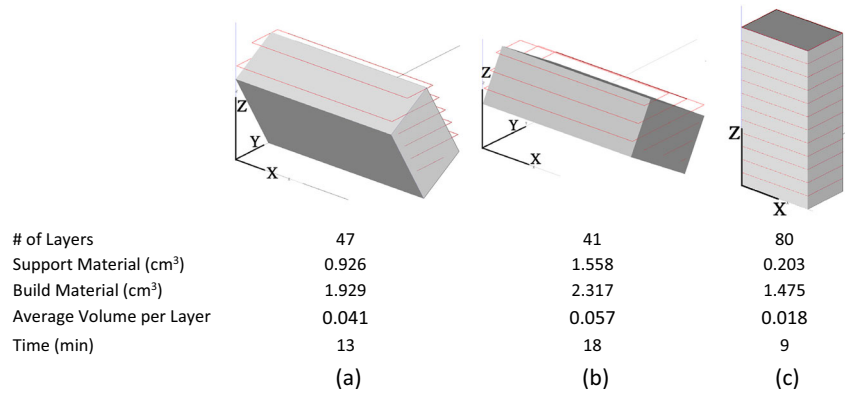 Z
Y
X
Z
Y
X
Z
X
# of Layers 47 41 80
Support Material (cm³) 0.926 1.558 0.203
Build Material (cm³) 1.929 2.317 1.475
Average Volume per Layer 0.041 0.057 0.018
Time (min) 13 18 9
(a) (b) (c)